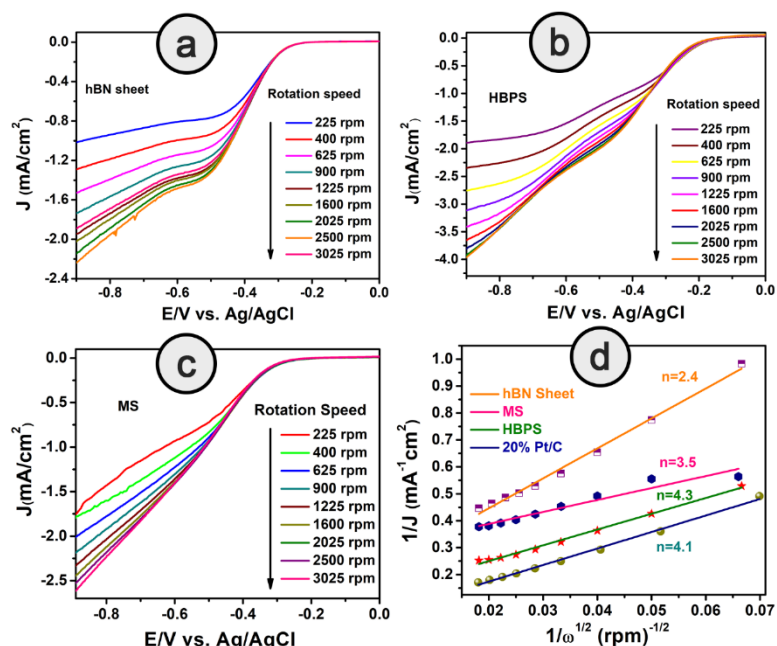 a
hBN sheet
Rotation speed
225 rpm
400 rpm
625 rpm
900 rpm
1225 rpm
1600 rpm
2025 rpm
2500 rpm
3025 rpm
J (mA/cm²)
0.0
-0.4
-0.8
-1.2
-1.6
-2.0
-2.4
-0.8 -0.6 -0.4 -0.2 0.0
E/V vs. Ag/AgCl
b
HBPS
Rotation speed
225 rpm
400 rpm
625 rpm
900 rpm
1225 rpm
1600 rpm
2025 rpm
2500 rpm
3025 rpm
J(mA/cm²)
0.0
-0.5
-1.0
-1.5
-2.0
-2.5
-3.0
-3.5
-4.0
-0.8 -0.6 -0.4 -0.2 0.0
E/V vs. Ag/AgCl
c
MS
Rotation Speed
225 rpm
400 rpm
625 rpm
900 rpm
1225 rpm
1600 rpm
2025 rpm
2500 rpm
3025 rpm
J(mA/cm²)
0.0
-0.5
-1.0
-1.5
-2.0
-2.5
-0.8 -0.6 -0.4 -0.2 0.0
E/V vs. Ag/AgCl
d
hBN Sheet
MS
HBPS
20% Pt/C
n=2.4
n=3.5
n=4.3
n=4.1
1/J (mA⁻¹ cm²)
1.0
0.9
0.8
0.7
0.6
0.5
0.4
0.3
0.2
0.02 0.03 0.04 0.05 0.06 0.07
1/ω¹ᐟ² (rpm)⁻¹ᐟ²